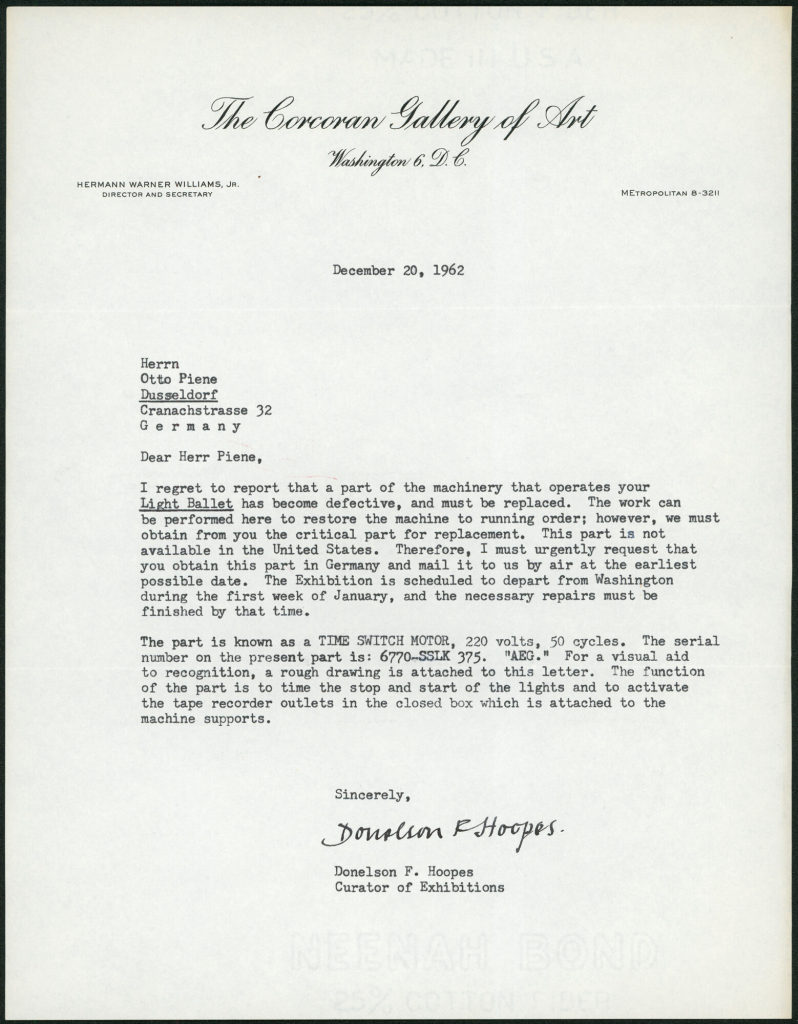 The Corcoran Gallery of Art
Washington 6, D.C.
HERMANN WARNER WILLIAMS, JR.
DIRECTOR AND SECRETARY
METROPOLITAN 8-3211
December 20, 1962
Herrn
Otto Piene
Dusseldorf
Cranachstrasse 32
G e r m a n y
Dear Herr Piene,
I regret to report that a part of the machinery that operates your
Light Ballet has become defective, and must be replaced. The work can
be performed here to restore the machine to running order; however, we must
obtain from you the critical part for replacement. This part is not
available in the United States. Therefore, I must urgently request that
you obtain this part in Germany and mail it to us by air at the earliest
possible date. The Exhibition is scheduled to depart from Washington
during the first week of January, and the necessary repairs must be
finished by that time.
The part is known as a TIME SWITCH MOTOR, 220 volts, 50 cycles. The serial
number on the present part is: 6770-SSLK 375. "AEG." For a visual aid
to recognition, a rough drawing is attached to this letter. The function
of the part is to time the stop and start of the lights and to activate
the tape recorder outlets in the closed box which is attached to the
machine supports.
Sincerely,
Donelson F Hoopes.
Donelson F. Hoopes
Curator of Exhibitions
NEENAH BOND
25% COTTON FIBER